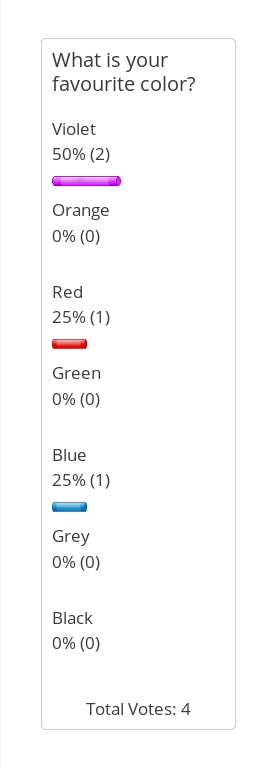 What is your
favourite color?
Violet
50% (2)
Orange
0% (0)
Red
25% (1)
Green
0% (0)
Blue
25% (1)
Grey
0% (0)
Black
0% (0)
Total Votes: 4